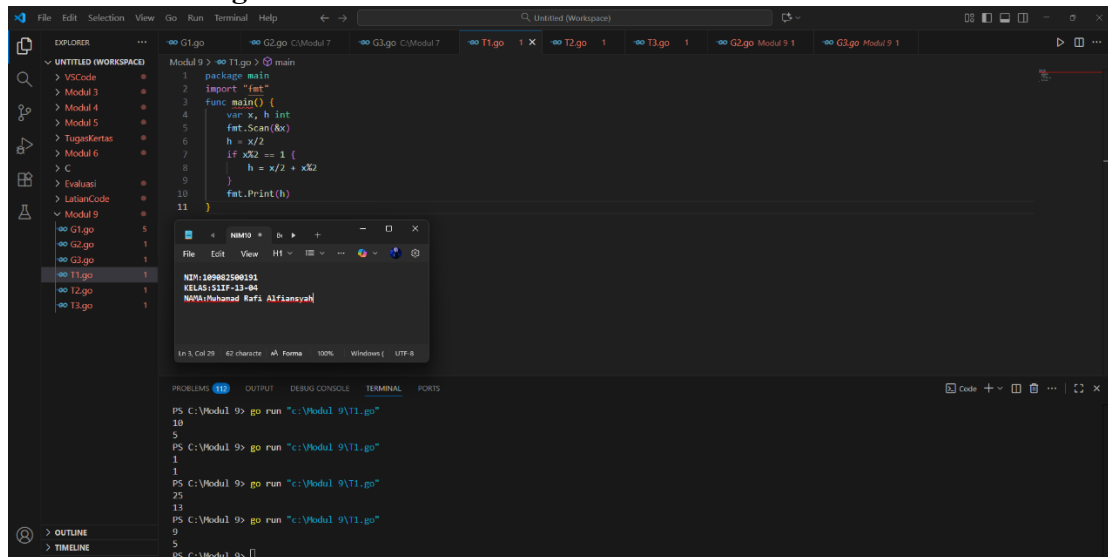 File Edit Selection View Go Run Terminal Help
Untitled (Workspace)
EXPLORER
UNTITLED (WORKSPACE)
VSCode
Modul 3
Modul 4
Modul 5
TugasKertas
Modul 6
C
Evaluasi
LatianCode
Modul 9
G1.go 5
G2.go 1
G3.go 1
T1.go 1
T2.go 1
T3.go 1
OUTLINE
TIMELINE
G1.go G2.go C:\Modul 7 G3.go C:\Modul 7 T1.go 1 T2.go 1 T3.go 1 G2.go Modul 9 1 G3.go Modul 9 1
Modul 9 > T1.go > main
1 package main
2 import "fmt"
3 func main() {
4 var x, h int
5 fmt.Scan(&x)
6 h = x/2
7 if x%2 == 1 {
8 h = x/2 + x%2
9 }
10 fmt.Print(h)
11 }
NIM10
File Edit View H1
NIM:109082500191
KELAS:S1IF-13-04
NAMA:Muhamad Rafi Alfiansyah
Ln 3, Col 29 62 characte Forma 100% Windows ( UTF-8
PROBLEMS 112 OUTPUT DEBUG CONSOLE TERMINAL PORTS
Code
PS C:\Modul 9> go run "c:\Modul 9\T1.go"
10
5
PS C:\Modul 9> go run "c:\Modul 9\T1.go"
1
1
PS C:\Modul 9> go run "c:\Modul 9\T1.go"
25
13
PS C:\Modul 9> go run "c:\Modul 9\T1.go"
9
5
PS C:\Modul 9>